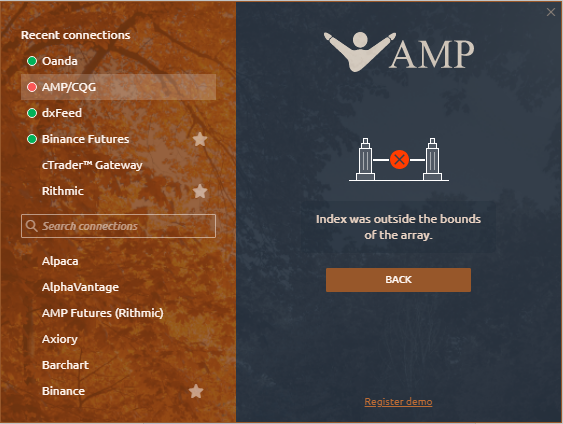 Recent connections
Oanda
AMP/CQG
dxFeed
Binance Futures
cTrader™ Gateway
Rithmic
Search connections
Alpaca
AlphaVantage
AMP Futures (Rithmic)
Axiory
Barchart
Binance
AMP
Index was outside the bounds
of the array.
BACK
Register demo